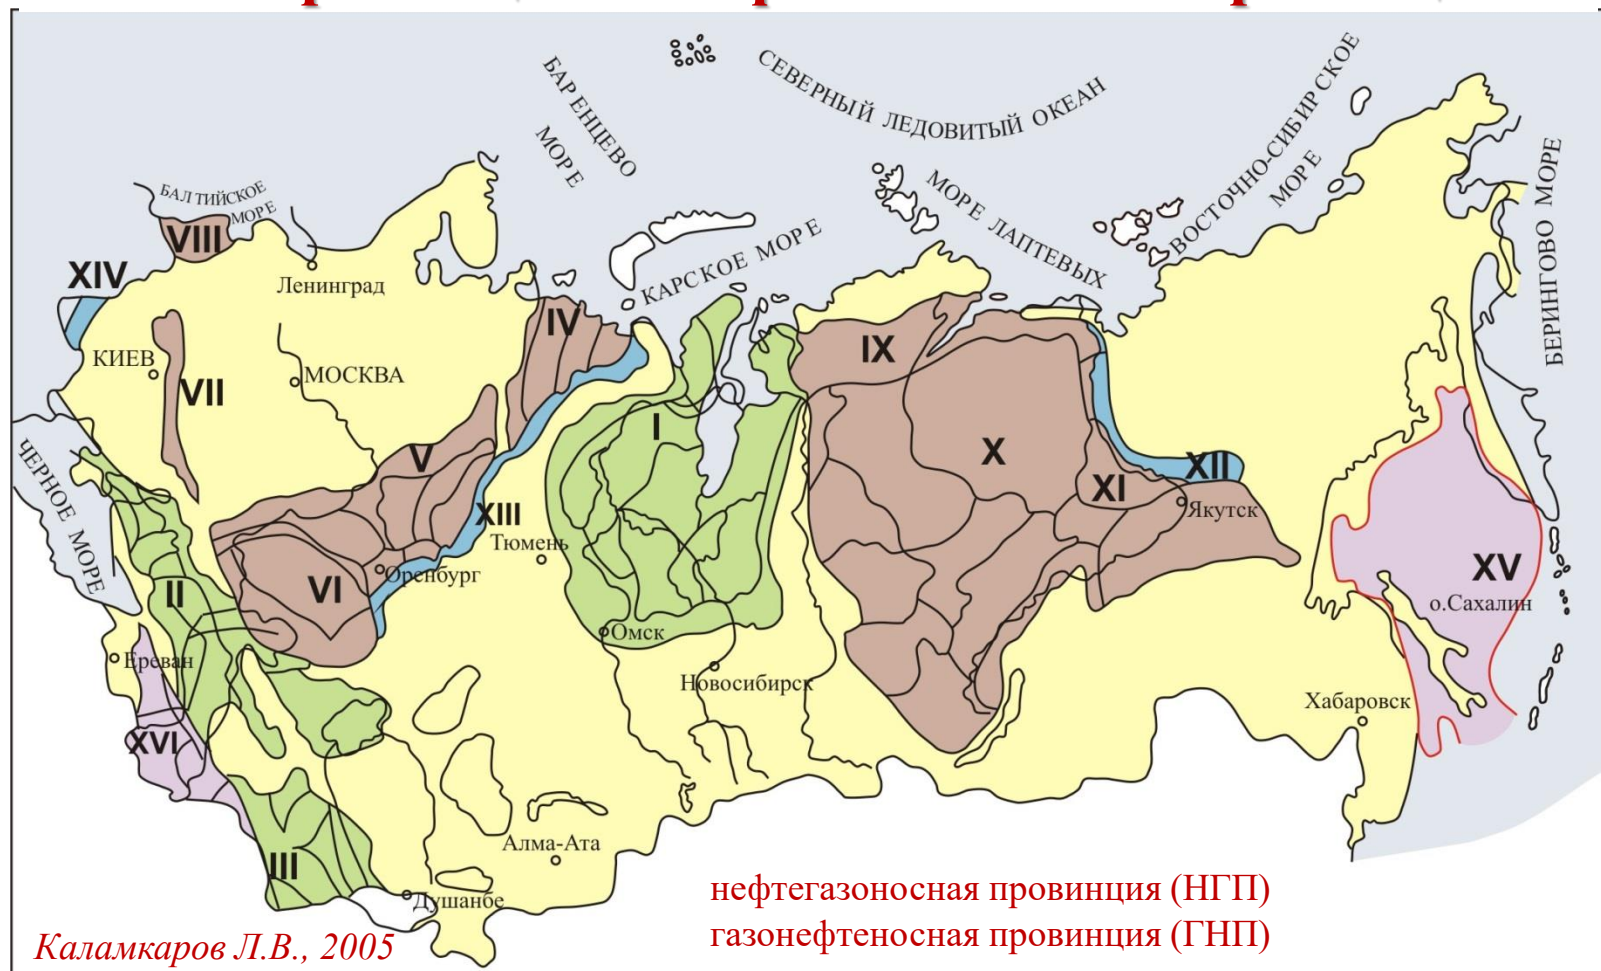 БАРЕНЦЕВО
МОРЕ
СЕВЕРНЫЙ ЛЕДОВИТЫЙ ОКЕАН
ВОСТОЧНО-СИБИРСКОЕ
МОРЕ
БЕРИНГОВО МОРЕ
МОРЕ ЛАПТЕВЫХ
КАРСКОЕ МОРЕ
БАЛТИЙСКОЕ
МОРЕ
VIII
XIV
Ленинград
IV
IX
КИЕВ
МОСКВА
VII
I
V
X
XII
XI
ЧЕРНОЕ МОРЕ
XIII
Якутск
Тюмень
Оренбург
VI
II
XV
о.Сахалин
Омск
Ереван
Новосибирск
Хабаровск
XVI
Алма-Ата
III
Душанбе
нефтегазоносная провинция (НГП)
газонефтеносная провинция (ГНП)
Каламкаров Л.В., 2005